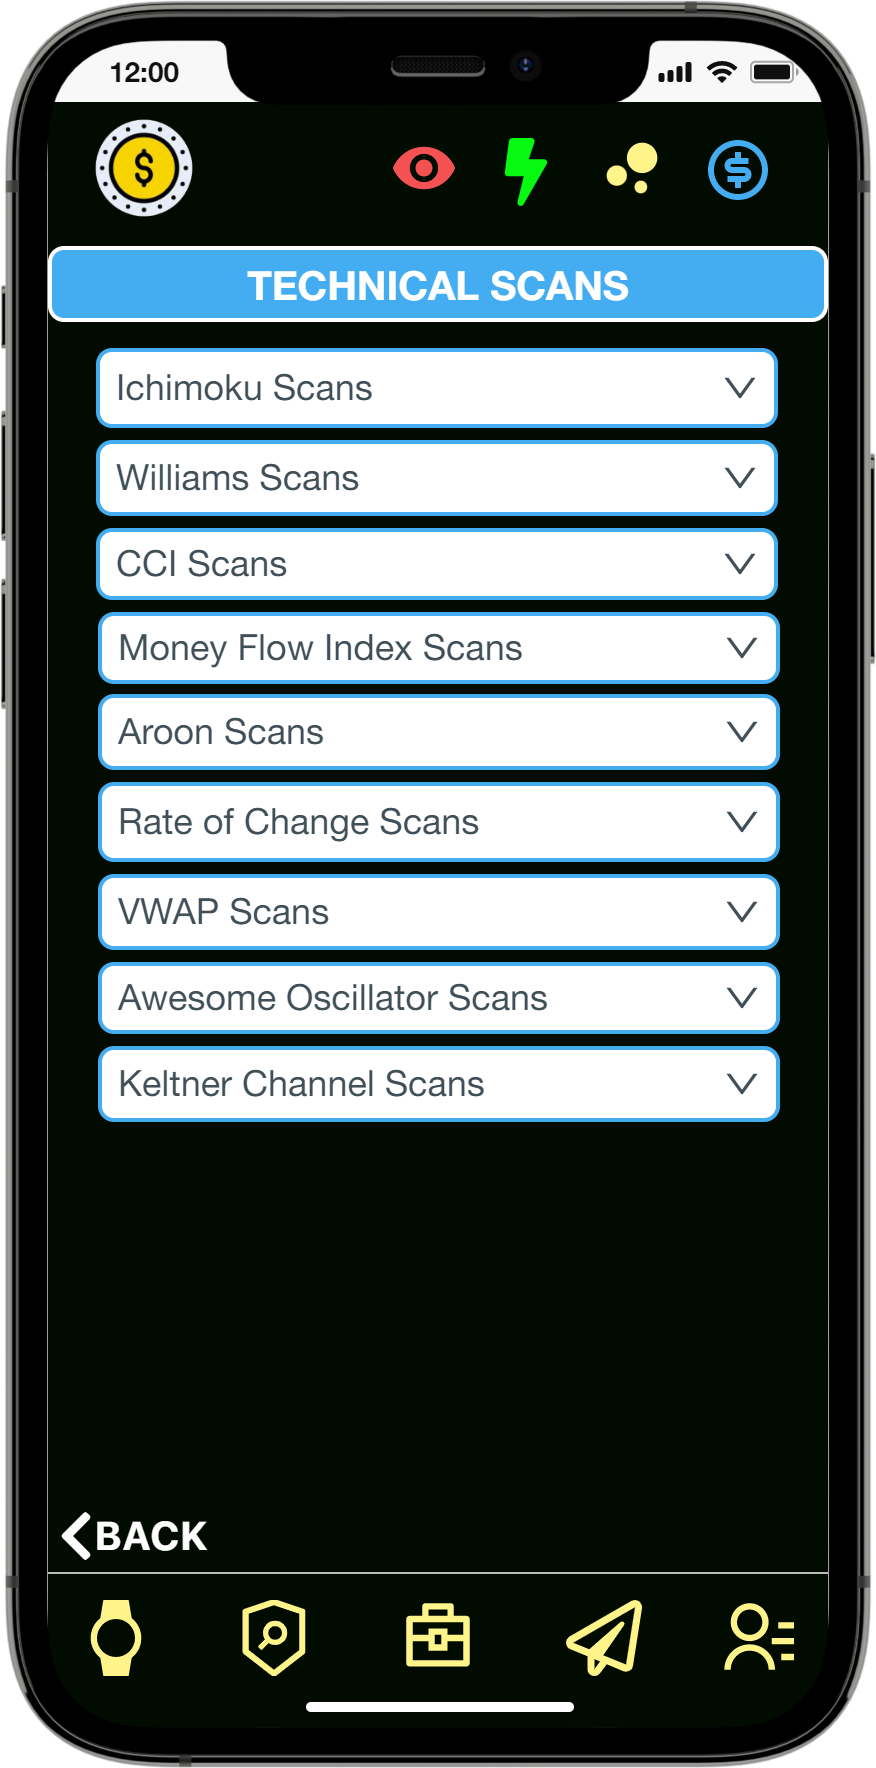 12:00
TECHNICAL SCANS
Ichimoku Scans
Williams Scans
CCI Scans
Money Flow Index Scans
Aroon Scans
Rate of Change Scans
VWAP Scans
Awesome Oscillator Scans
Keltner Channel Scans
BACK